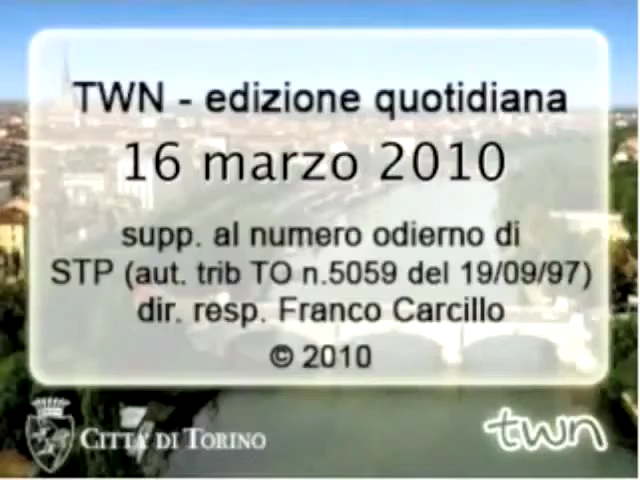 TWN - edizione quotidiana
16 marzo 2010
supp. al numero odierno di
STP (aut. trib TO n.5059 del 19/09/97)
dir. resp. Franco Carcillo
© 2010
CITTÀ DI TORINO
twn